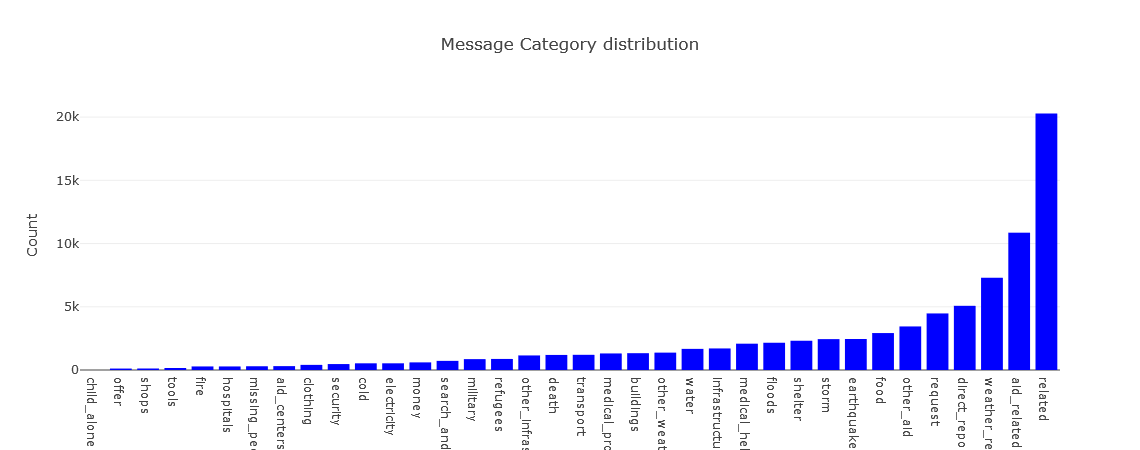 Message Category distribution
20k
15k
10k
5k
0
Count
child_alone
offer
shops
tools
fire
hospitals
missing_peo
aid_centers
clothing
security
cold
electricity
money
search_and
military
refugees
other_infras
death
transport
medical_pro
buildings
other_weat
water
infrastructu
medical_hel
floods
shelter
storm
earthquake
food
other_aid
request
direct_repo
weather_re
aid_related
related